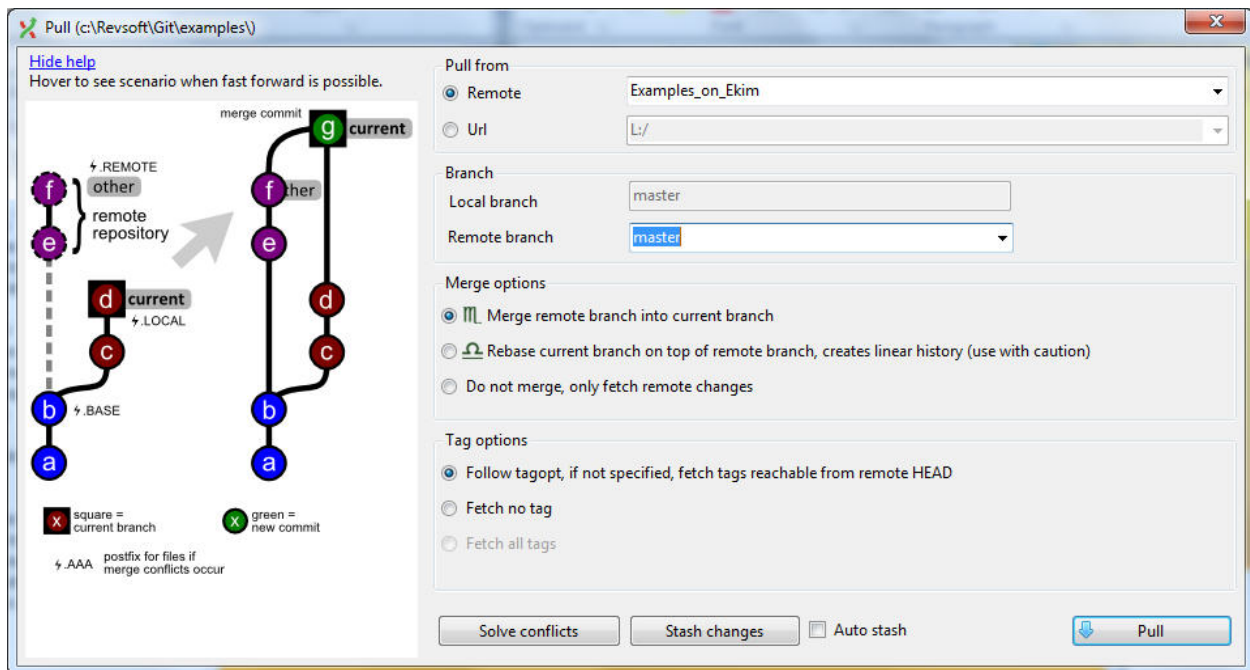 Pull (c:\Revsoft\Git\examples\)
Hide help
Hover to see scenario when fast forward is possible.
merge commit
g
current
.REMOTE
f
other
f
ther
remote
repository
e
e
d
current
.LOCAL
d
c
c
b
.BASE
b
a
a
x
square =
current branch
x
green =
new commit
.AAA
postfix for files if
merge conflicts occur
Pull from
Remote
Examples_on_Ekim
Url
L:/
Branch
Local branch
master
Remote branch
master
Merge options
Merge remote branch into current branch
Rebase current branch on top of remote branch, creates linear history (use with caution)
Do not merge, only fetch remote changes
Tag options
Follow tagopt, if not specified, fetch tags reachable from remote HEAD
Fetch no tag
Fetch all tags
Solve conflicts
Stash changes
Auto stash
Pull